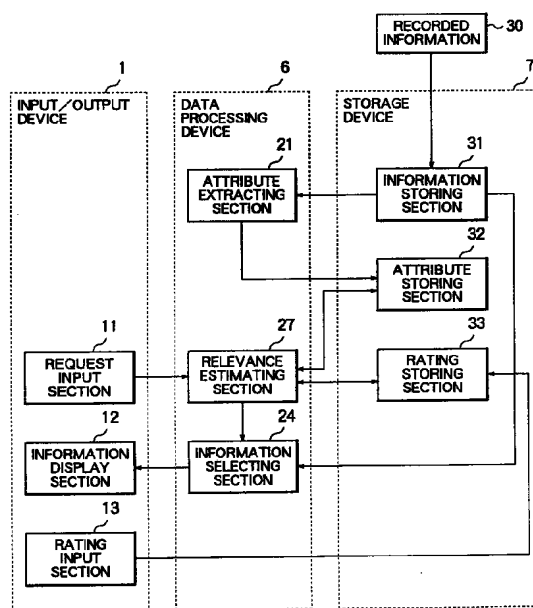 RECORDED
INFORMATION
30
1
6
7
INPUT/OUTPUT
DEVICE
DATA
PROCESSING
DEVICE
STORAGE
DEVICE
21
ATTRIBUTE
EXTRACTING
SECTION
31
INFORMATION
STORING
SECTION
32
ATTRIBUTE
STORING
SECTION
11
REQUEST
INPUT
SECTION
27
RELEVANCE
ESTIMATING
SECTION
33
RATING
STORING
SECTION
12
INFORMATION
DISPLAY
SECTION
24
INFORMATION
SELECTING
SECTION
13
RATING
INPUT
SECTION